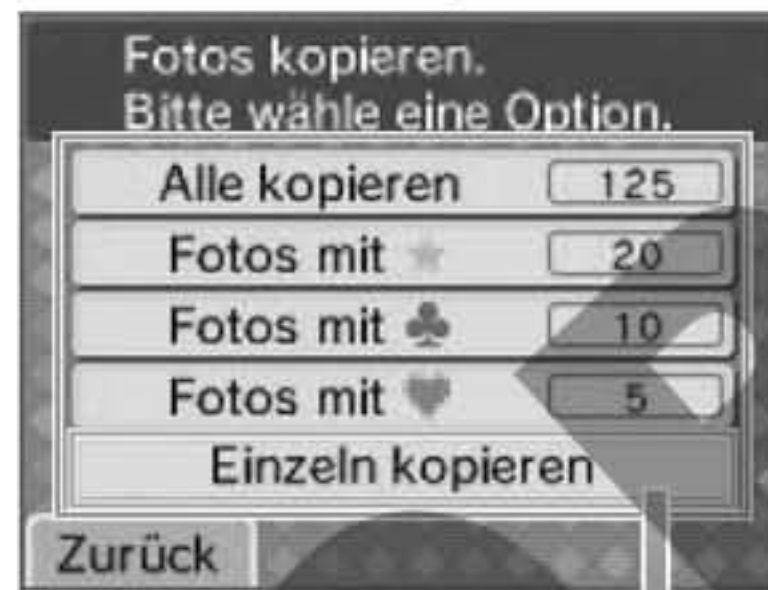 Fotos kopieren.
Bitte wähle eine Option.
Alle kopieren 125
Fotos mit ★ 20
Fotos mit ♣ 10
Fotos mit ♥ 5
Einzeln kopieren
Zurück